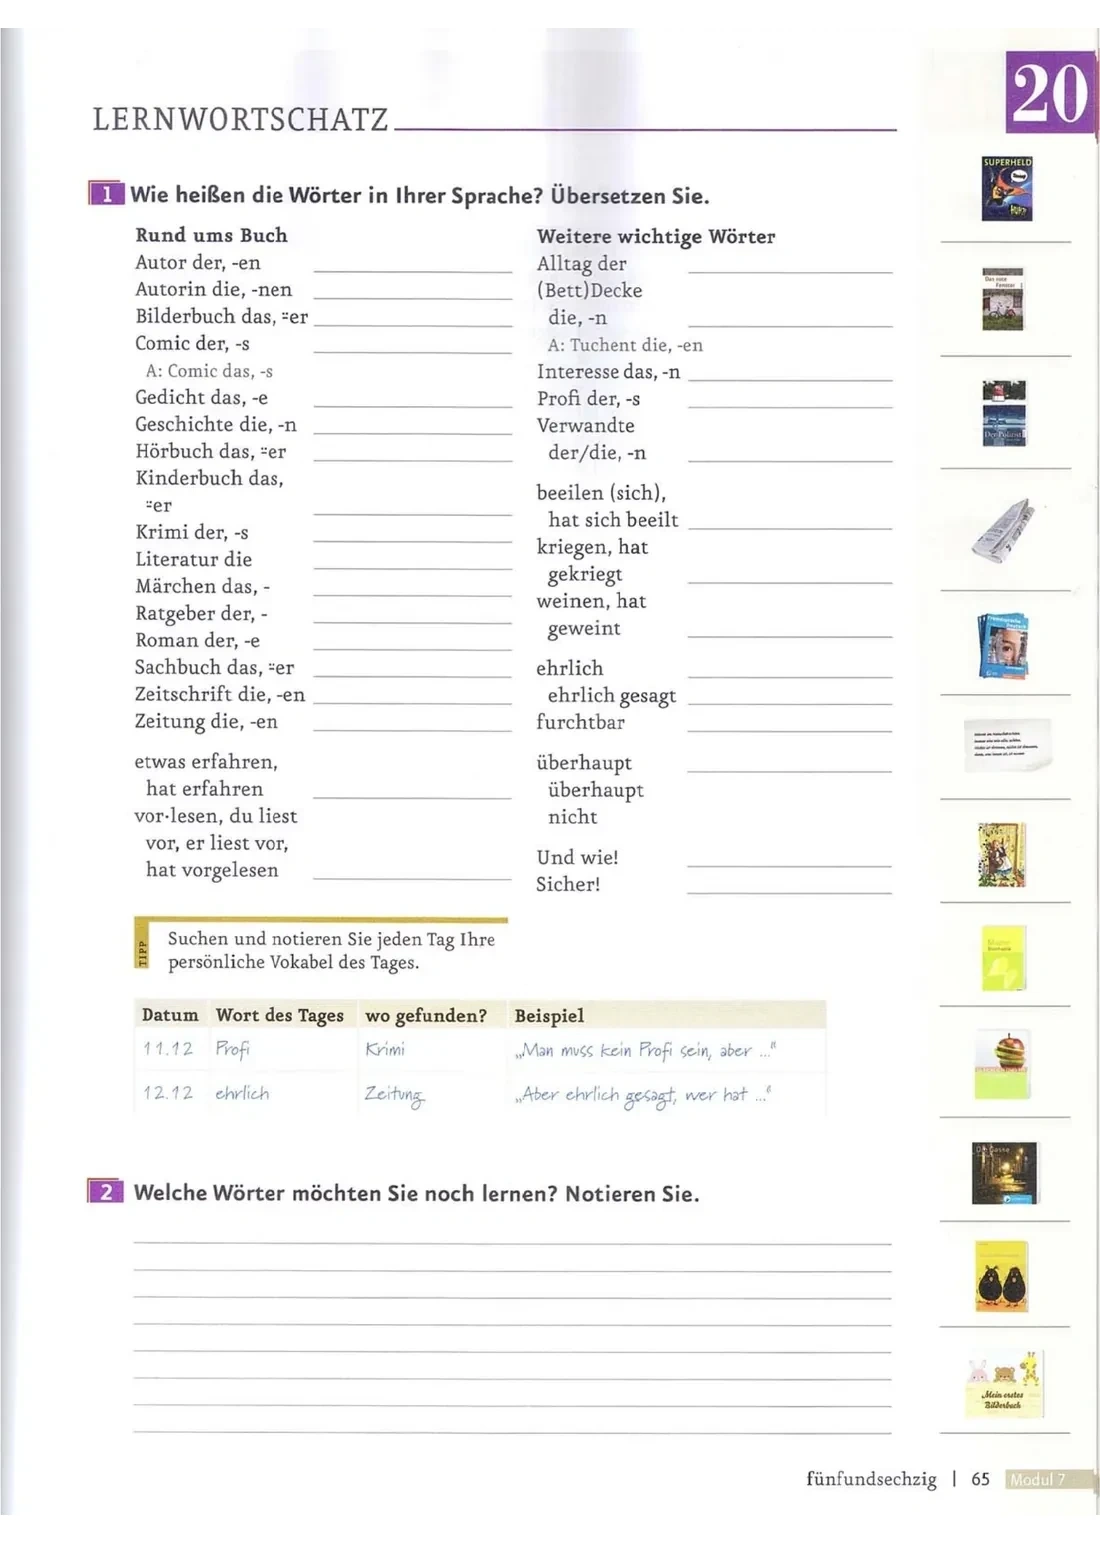 20
LERNWORTSCHATZ
1 Wie heißen die Wörter in Ihrer Sprache? Übersetzen Sie.
Rund ums Buch
Autor der, -en
Autorin die, -nen
Bilderbuch das, ⸚er
Comic der, -s
A: Comic das, -s
Gedicht das, -e
Geschichte die, -n
Hörbuch das, ⸚er
Kinderbuch das,
⸚er
Krimi der, -s
Literatur die
Märchen das, -
Ratgeber der, -
Roman der, -e
Sachbuch das, ⸚er
Zeitschrift die, -en
Zeitung die, -en
etwas erfahren,
hat erfahren
vor·lesen, du liest
vor, er liest vor,
hat vorgelesen
Weitere wichtige Wörter
Alltag der
(Bett)Decke
die, -n
A: Tuchent die, -en
Interesse das, -n
Profi der, -s
Verwandte
der/die, -n
beeilen (sich),
hat sich beeilt
kriegen, hat
gekriegt
weinen, hat
geweint
ehrlich
ehrlich gesagt
furchtbar
überhaupt
überhaupt
nicht
Und wie!
Sicher!
TIPP
Suchen und notieren Sie jeden Tag Ihre
persönliche Vokabel des Tages.
Datum Wort des Tages wo gefunden? Beispiel
11.12 Profi Krimi „Man muss kein Profi sein, aber ..."
12.12 ehrlich Zeitung „Aber ehrlich gesagt, wer hat ..."
2 Welche Wörter möchten Sie noch lernen? Notieren Sie.
SUPERHELD
Das rote
Fenster
Der Polizist
Mein erstes
Bilderbuch
fünfundsechzig | 65 Modul 7